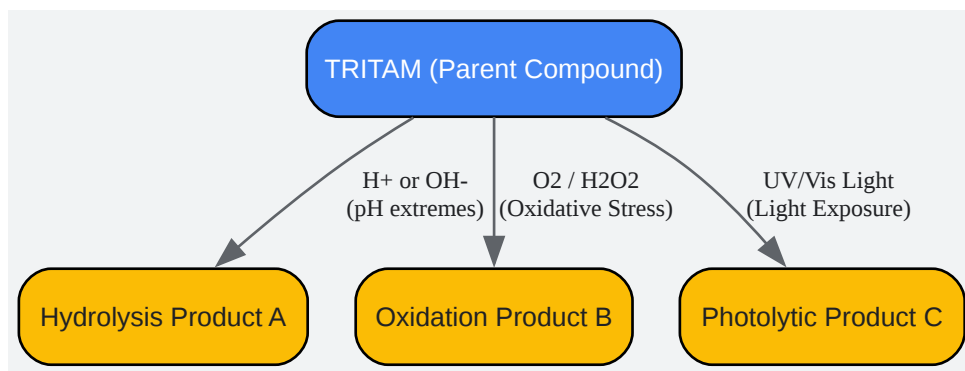 TRITAM (Parent Compound)
H+ or OH-
(pH extremes)
O2 / H2O2
(Oxidative Stress)
UV/Vis Light
(Light Exposure)
Hydrolysis Product A
Oxidation Product B
Photolytic Product C